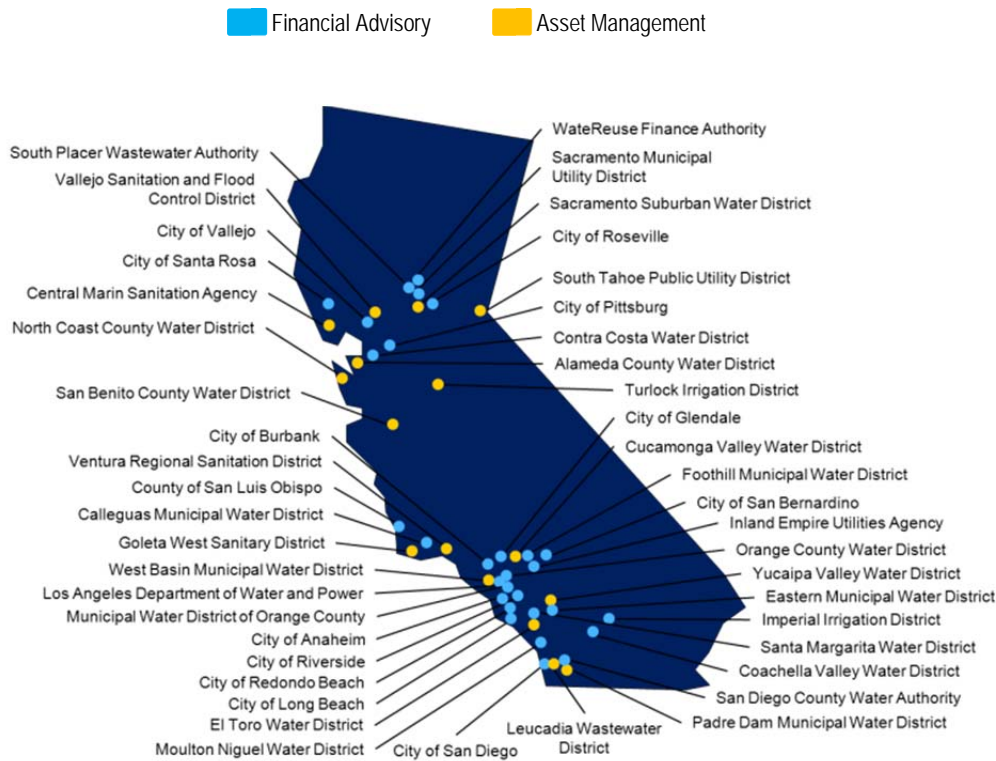 Financial Advisory
Asset Management
South Placer Wastewater Authority
Vallejo Sanitation and Flood
Control District
City of Vallejo
City of Santa Rosa
Central Marin Sanitation Agency
North Coast County Water District
San Benito County Water District
City of Burbank
Ventura Regional Sanitation District
County of San Luis Obispo
Calleguas Municipal Water District
Goleta West Sanitary District
West Basin Municipal Water District
Los Angeles Department of Water and Power
Municipal Water District of Orange County
City of Anaheim
City of Riverside
City of Redondo Beach
City of Long Beach
El Toro Water District
Moulton Niguel Water District
City of San Diego
Leucadia Wastewater
District
WateReuse Finance Authority
Sacramento Municipal
Utility District
Sacramento Suburban Water District
City of Roseville
South Tahoe Public Utility District
City of Pittsburg
Contra Costa Water District
Alameda County Water District
Turlock Irrigation District
City of Glendale
Cucamonga Valley Water District
Foothill Municipal Water District
City of San Bernardino
Inland Empire Utilities Agency
Orange County Water District
Yucaipa Valley Water District
Eastern Municipal Water District
Imperial Irrigation District
Santa Margarita Water District
Coachella Valley Water District
San Diego County Water Authority
Padre Dam Municipal Water District